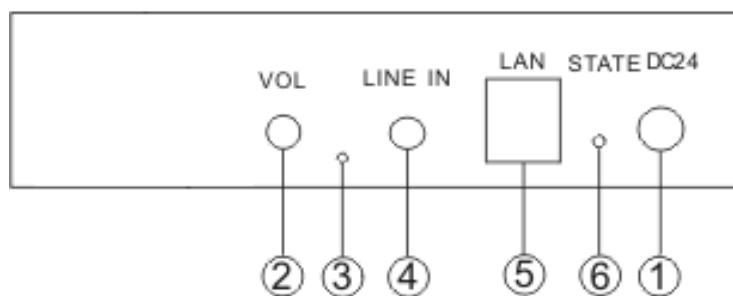 VOL LINE IN LAN STATE DC24
② ③ ④ ⑤ ⑥ ①